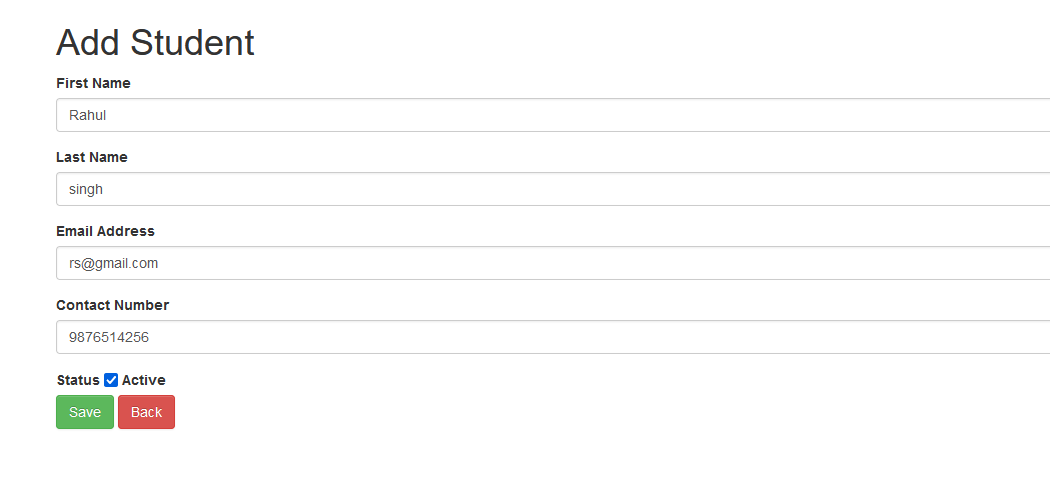 Add Student
First Name
Rahul
Last Name
singh
Email Address
rs@gmail.com
Contact Number
9876514256
Status Active
Save Back